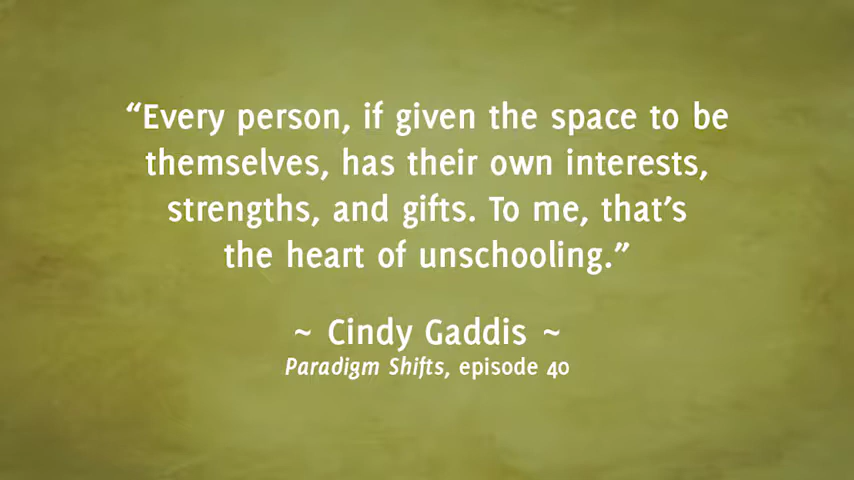 “Every person, if given the space to be
themselves, has their own interests,
strengths, and gifts. To me, that’s
the heart of unschooling.”
~ Cindy Gaddis ~
Paradigm Shifts, episode 40